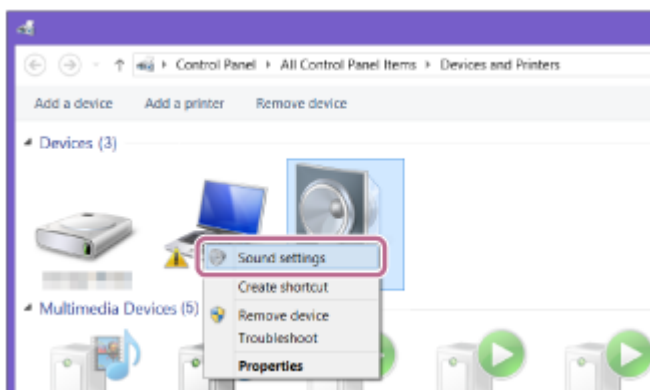 Control Panel Allow All Control Panel Items Devices and Printers
Add a device Add a printer Remove device
Devices (3)
Sound settings
Create shortcut
Multimedia Devices (5)
Remove device
Troubleshoot
Properties